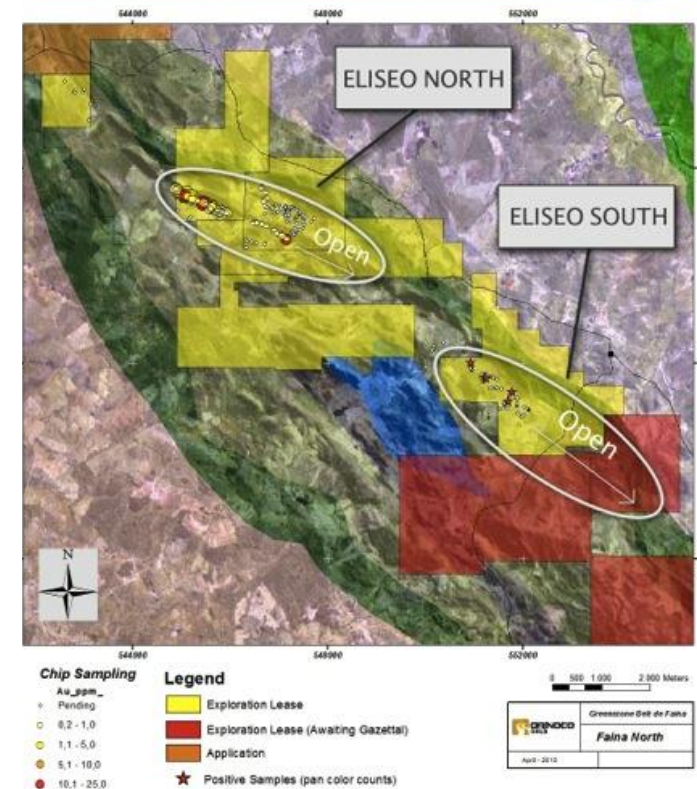 544000 548000 552000
ELISEO NORTH
ELISEO SOUTH
Open
Open
N
544000 548000 552000
Chip Sampling
Au_ppm_
Pending
0,2 - 1,0
1,1 - 5,0
5,1 - 10,0
10,1 - 25,0
Legend
Exploration Lease
Exploration Lease (Awaiting Gazettal)
Application
Positive Samples (pan color counts)
0 500 1.000 2.000 Meters
ORINOCO
GOLD
Greenstone Belt de Faina
Faina North
April - 2013